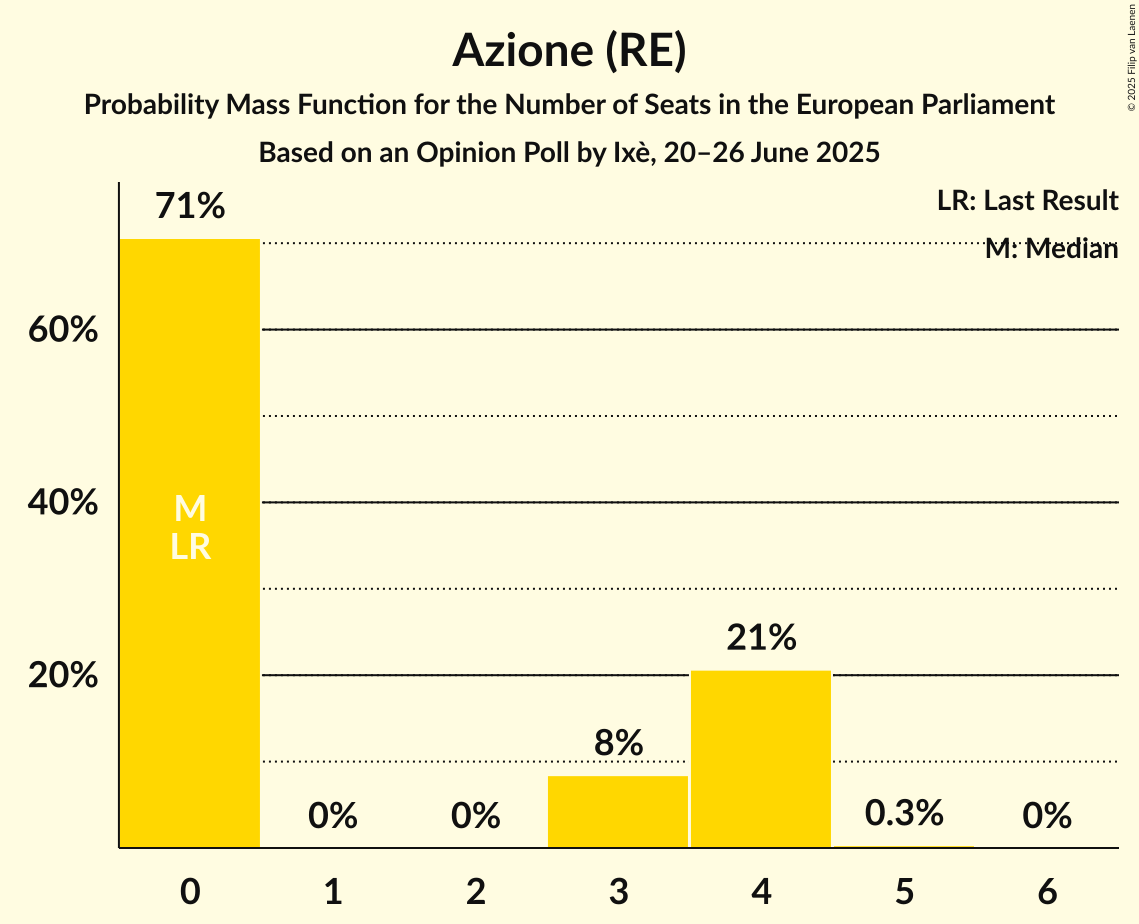 Azione (RE)
Probability Mass Function for the Number of Seats in the European Parliament
Based on an Opinion Poll by Ixè, 20–26 June 2025
© 2025 Filip van Laenen
LR: Last Result
M: Median
71%
60%
40%
20%
M
LR
0%
0%
8%
21%
0.3%
0%
0
1
2
3
4
5
6